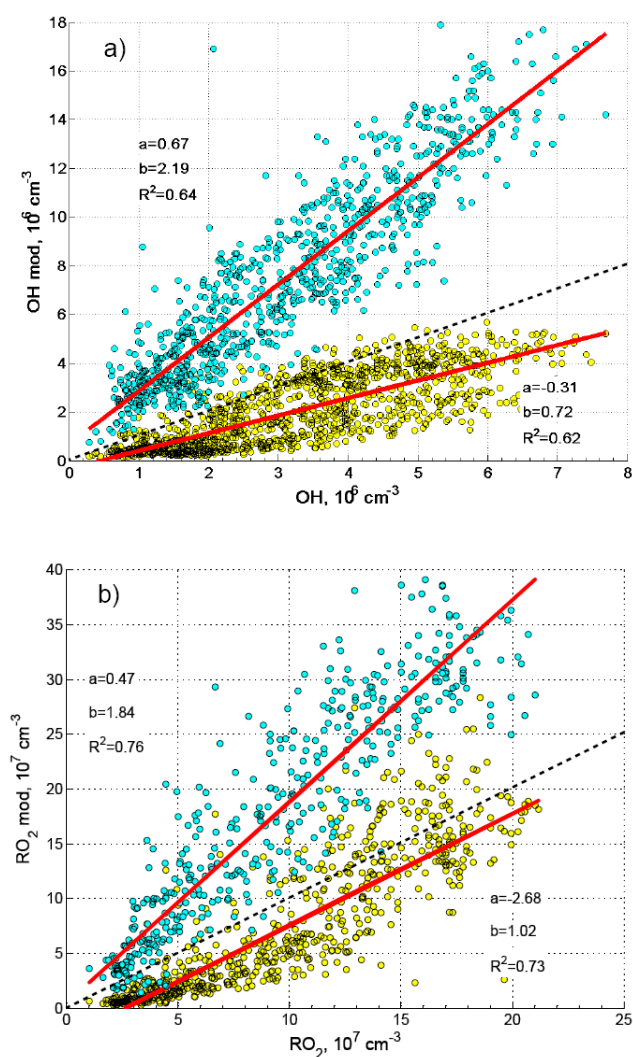 a)
18
16
14
12
10
8
6
4
2
0
OH mod, 10⁶ cm⁻³
a=0.67
b=2.19
R²=0.64
a=-0.31
b=0.72
R²=0.62
0 1 2 3 4 5 6 7 8
OH, 10⁶ cm⁻³
b)
40
35
30
25
20
15
10
5
0
RO₂ mod, 10⁷ cm⁻³
a=0.47
b=1.84
R²=0.76
a=-2.68
b=1.02
R²=0.73
0 5 10 15 20 25
RO₂, 10⁷ cm⁻³